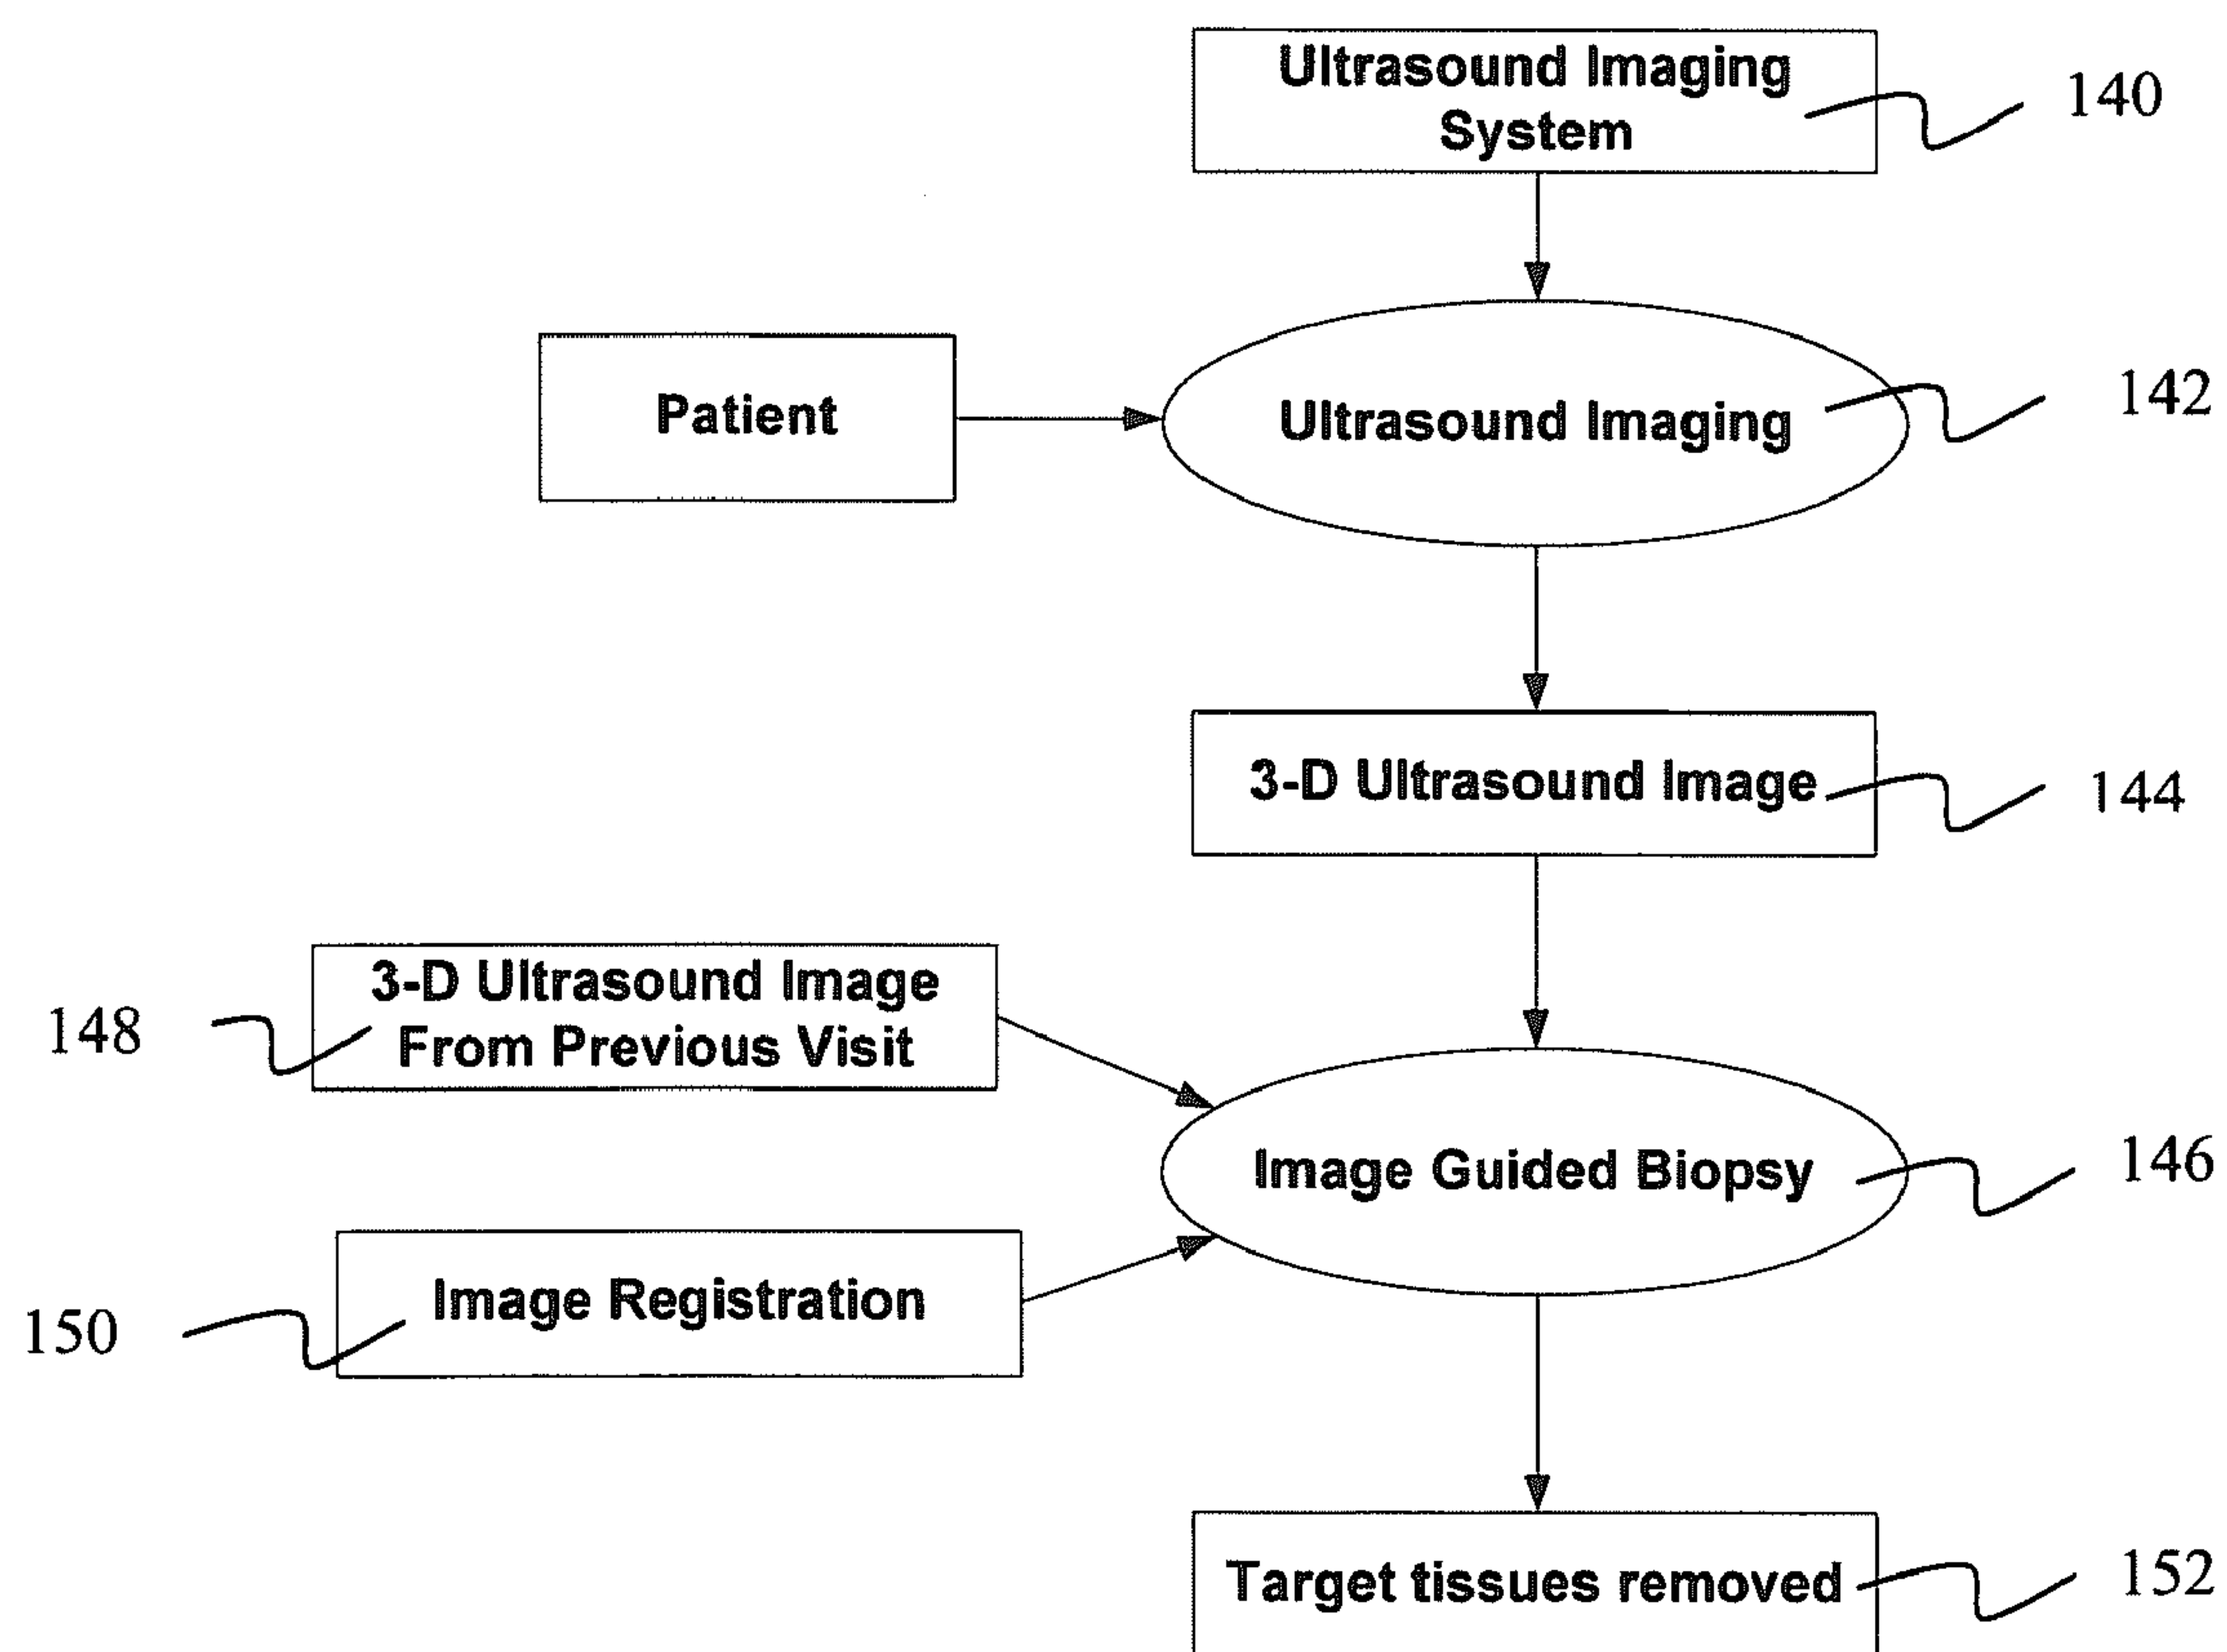 Ultrasound Imaging
System
140
Patient
Ultrasound Imaging
142
3-D Ultrasound Image
144
3-D Ultrasound Image
From Previous Visit
148
Image Guided Biopsy
146
Image Registration
150
Target tissues removed
152